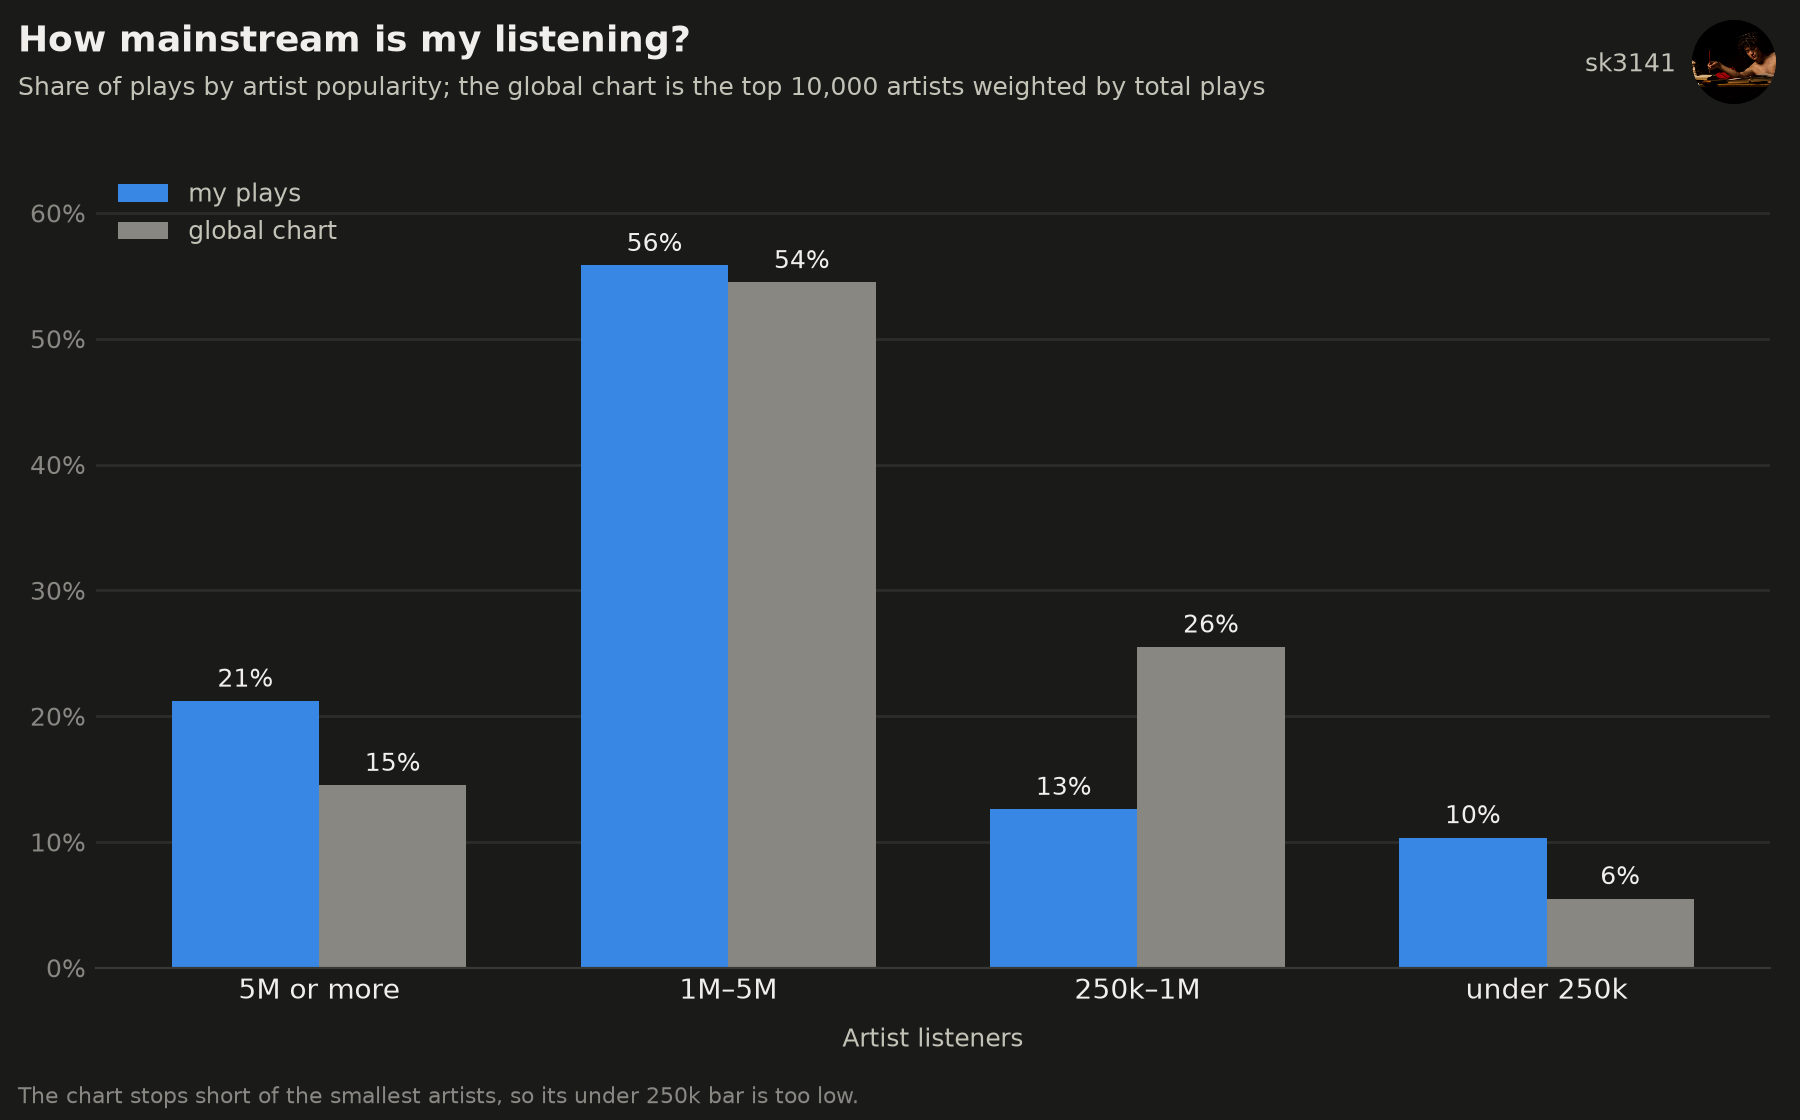 How mainstream is my listening?
Share of plays by artist popularity; the global chart is the top 10,000 artists weighted by total plays
sk3141
my plays
global chart
60%
50%
40%
30%
20%
10%
0%
21%
15%
56%
54%
13%
26%
10%
6%
5M or more
1M–5M
250k–1M
under 250k
Artist listeners
The chart stops short of the smallest artists, so its under 250k bar is too low.